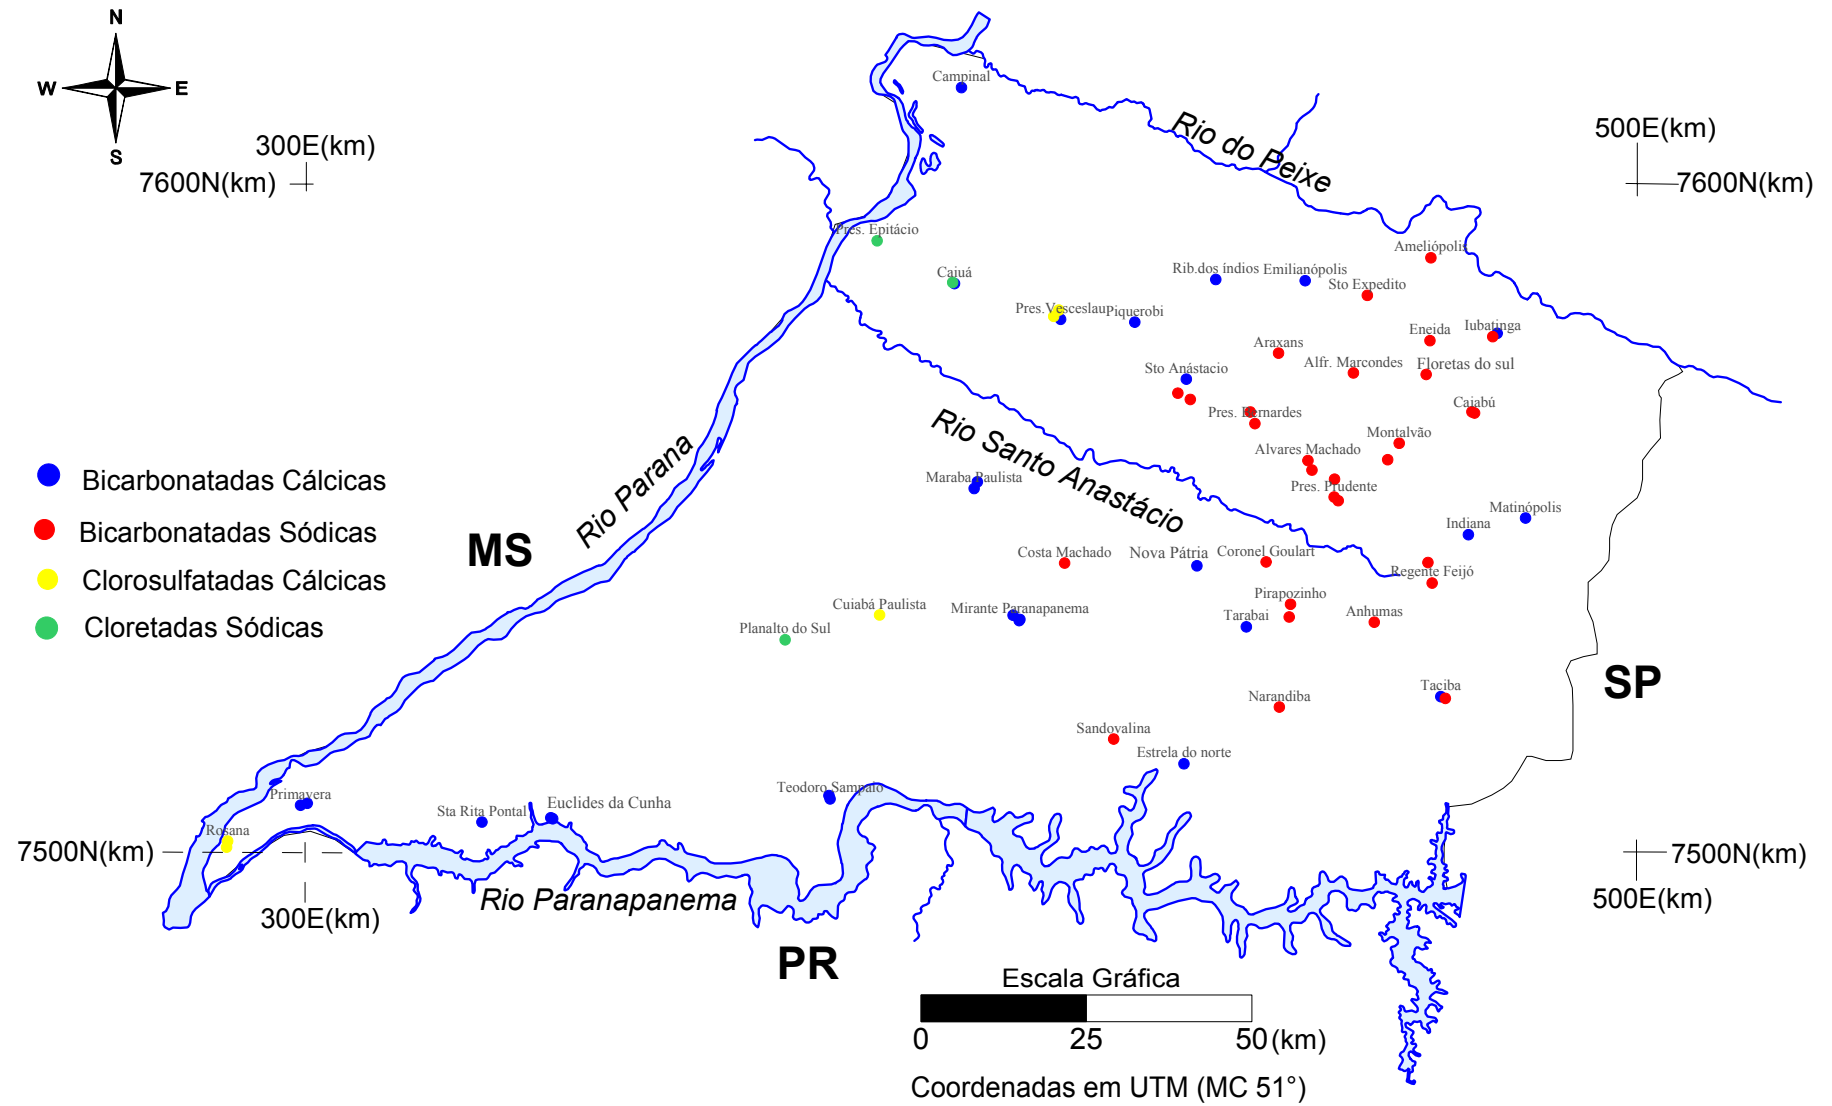 N
W
E
S
300E(km)
7600N(km)
500E(km)
7600N(km)
Campinal
Rio do Peixe
Pres. Epitácio
Caiuá
Ameliópolis
Rib.dos índios
Emilianópolis
Sto Expedito
Pres.Vesceslau
Piquerobi
Eneida
Iubatinga
Araxans
Alfr. Marcondes
Floretas do sul
Sto Anástacio
Caiabú
Pres. Bernardes
Rio Santo Anastácio
Montalvão
Alvares Machado
Rio Parana
Bicarbonatadas Cálcicas
Maraba Paulista
Pres. Prudente
Matinópolis
Indiana
Bicarbonatadas Sódicas
MS
Costa Machado
Nova Pátria
Coronel Goulart
Regente Feijó
Clorosulfatadas Cálcicas
Pirapozinho
Cuiabá Paulista
Mirante Paranapanema
Tarabai
Anhumas
Cloretadas Sódicas
Planalto do Sul
Taciba
SP
Narandiba
Sandovalina
Estrela do norte
Primavera
Teodoro Sampaio
Sta Rita Pontal
Euclides da Cunha
Rosana
7500N(km)
7500N(km)
300E(km)
Rio Paranapanema
500E(km)
PR
Escala Gráfica
0
25
50
(km)
Coordenadas em UTM (MC 51°)